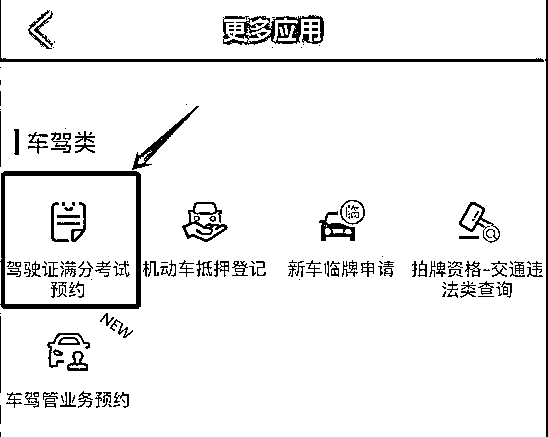 更多应用
车驾类
临
驾驶证满分考试
预约
机动车抵押登记
新车临牌申请
拍牌资格-交通违
法类查询
@
NEW
车驾管业务预约